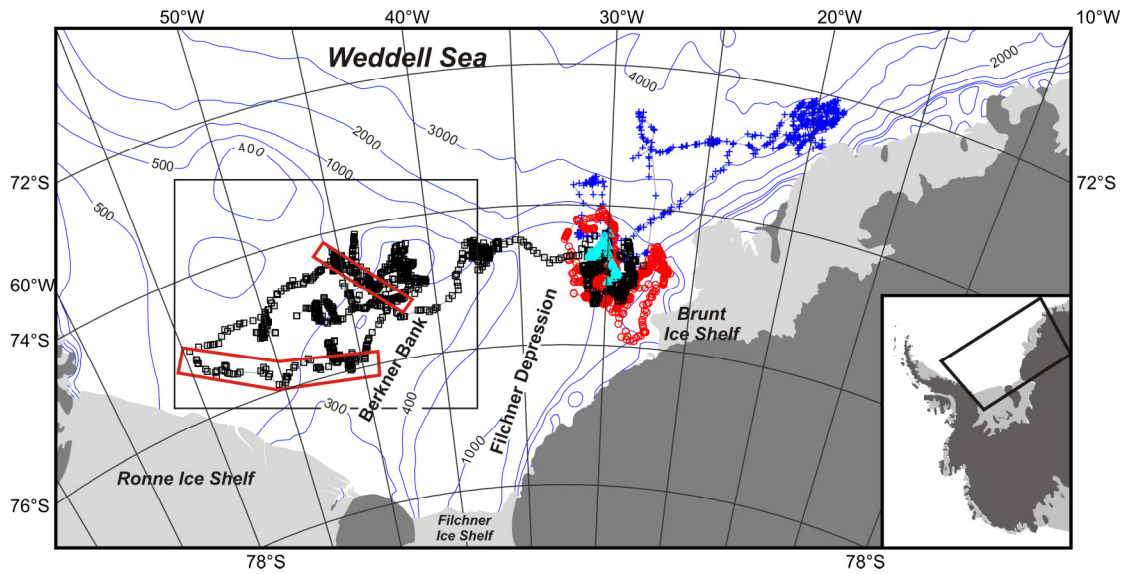 50°W 40°W 30°W 20°W 10°W
Weddell Sea
2000
4000
3000
2000
1000
500
400
500
72°S
72°S
60°W
74°S
Brunt
Ice Shelf
Berkner Bank
Filchner Depression
300
400
1000
Ronne Ice Shelf
76°S
Filchner
Ice Shelf
78°S
78°S